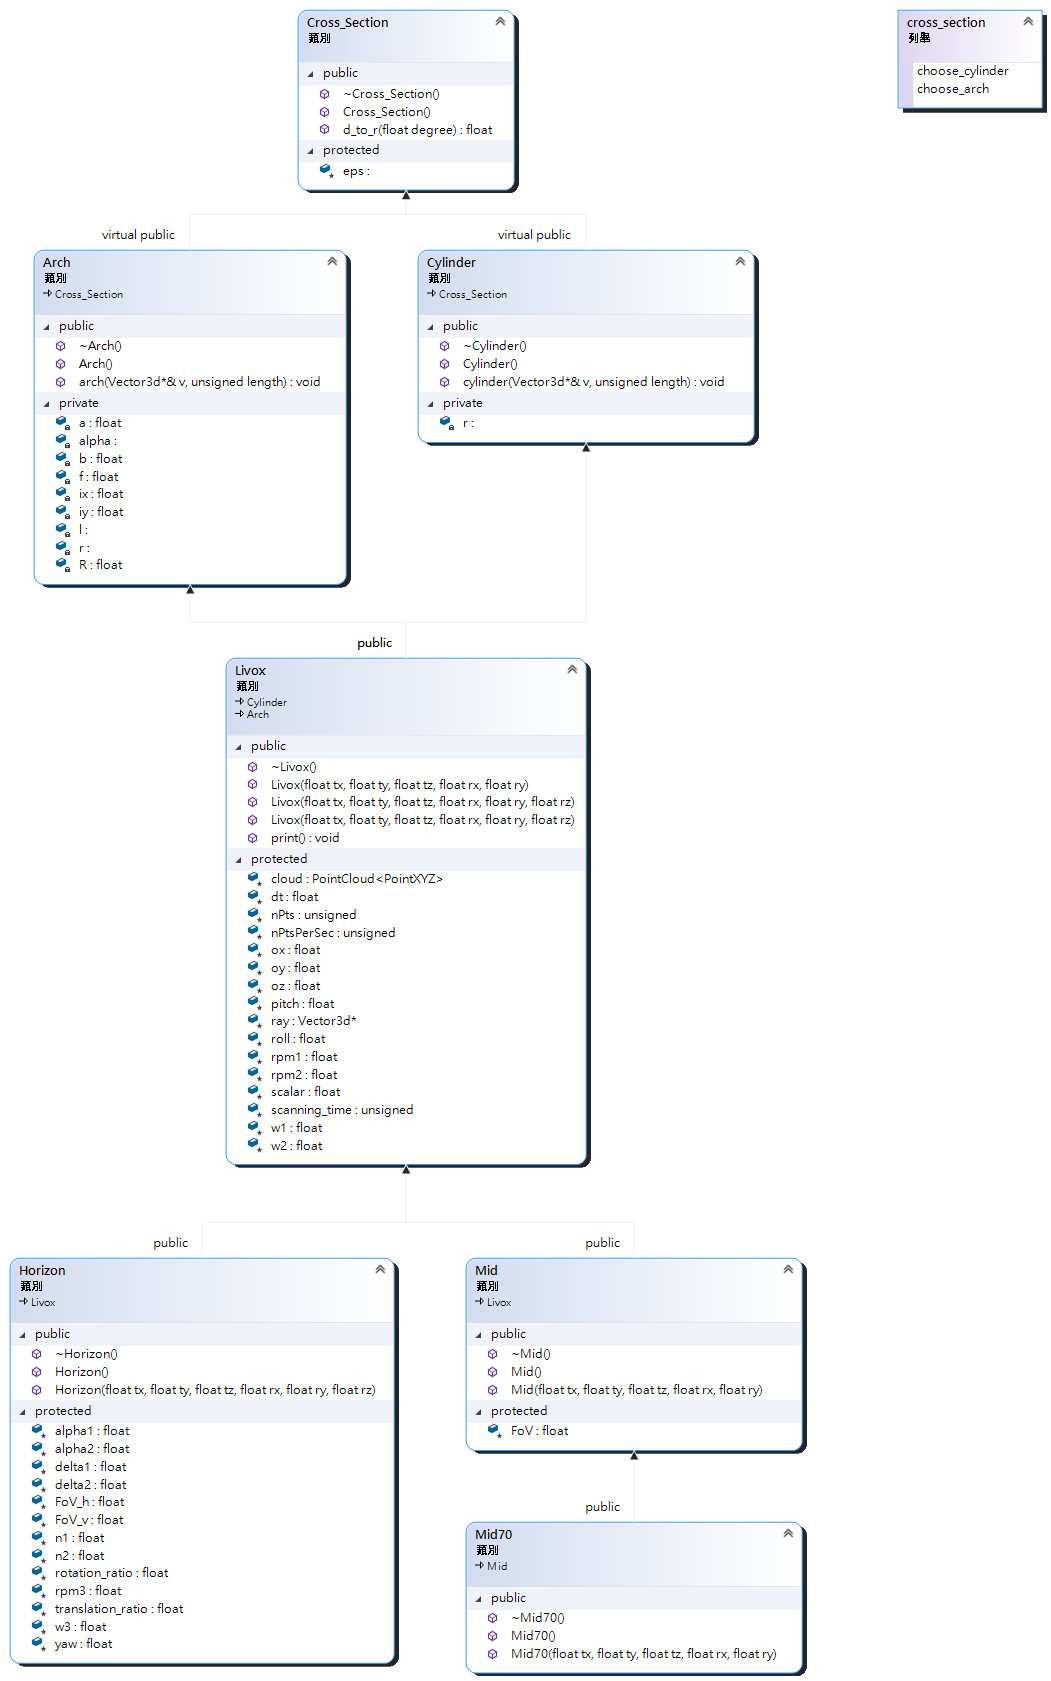 Cross_Section
類別
public
~Cross_Section()
Cross_Section()
d_to_r(float degree) : float
protected
eps :
cross_section
列舉
choose_cylinder
choose_arch
virtual public
virtual public
Arch
類別
Cross_Section
public
~Arch()
Arch()
arch(Vector3d*& v, unsigned length) : void
private
a : float
alpha :
b : float
f : float
ix : float
iy : float
l :
r :
R : float
Cylinder
類別
Cross_Section
public
~Cylinder()
Cylinder()
cylinder(Vector3d*& v, unsigned length) : void
private
r :
public
Livox
類別
Cylinder
Arch
public
~Livox()
Livox(float tx, float ty, float tz, float rx, float ry)
Livox(float tx, float ty, float tz, float rx, float ry, float rz)
Livox(float tx, float ty, float tz, float rx, float ry, float rz)
print() : void
protected
cloud : PointCloud<PointXYZ>
dt : float
nPts : unsigned
nPtsPerSec : unsigned
ox : float
oy : float
oz : float
pitch : float
ray : Vector3d*
roll : float
rpm1 : float
rpm2 : float
scalar : float
scanning_time : unsigned
w1 : float
w2 : float
public
public
Horizon
類別
Livox
public
~Horizon()
Horizon()
Horizon(float tx, float ty, float tz, float rx, float ry, float rz)
protected
alpha1 : float
alpha2 : float
delta1 : float
delta2 : float
FoV_h : float
FoV_v : float
n1 : float
n2 : float
rotation_ratio : float
rpm3 : float
translation_ratio : float
w3 : float
yaw : float
Mid
類別
Livox
public
~Mid()
Mid()
Mid(float tx, float ty, float tz, float rx, float ry)
protected
FoV : float
public
Mid70
類別
Mid
public
~Mid70()
Mid70()
Mid70(float tx, float ty, float tz, float rx, float ry)